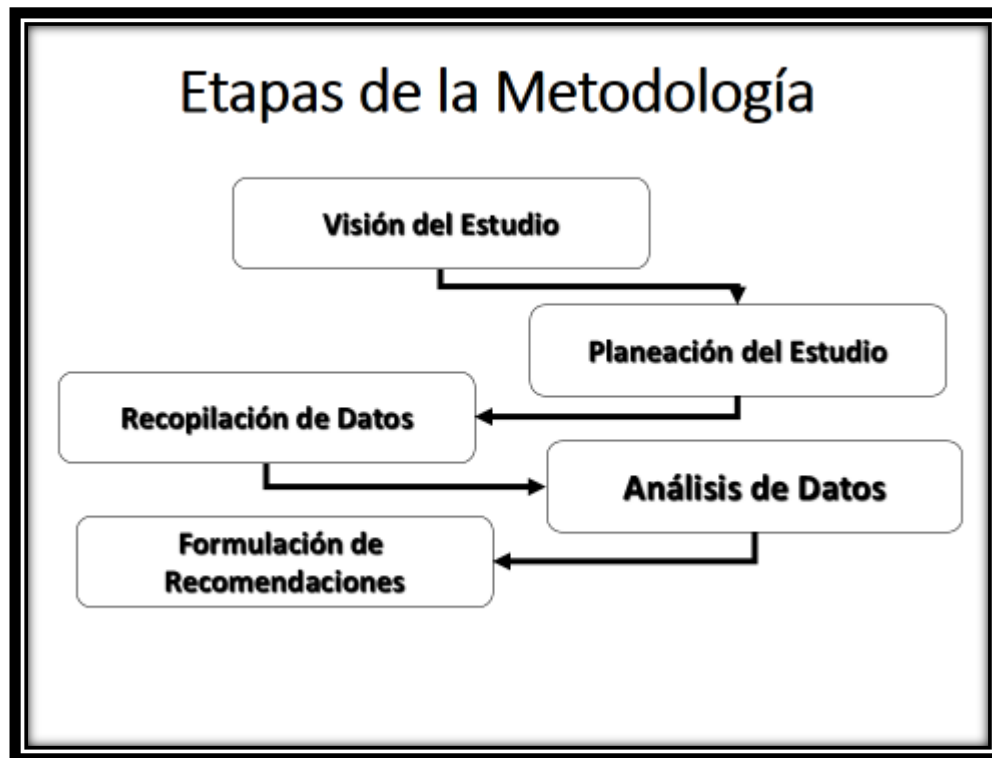 Etapas de la Metodología
Visión del Estudio
Planeación del Estudio
Recopilación de Datos
Análisis de Datos
Formulación de
Recomendaciones